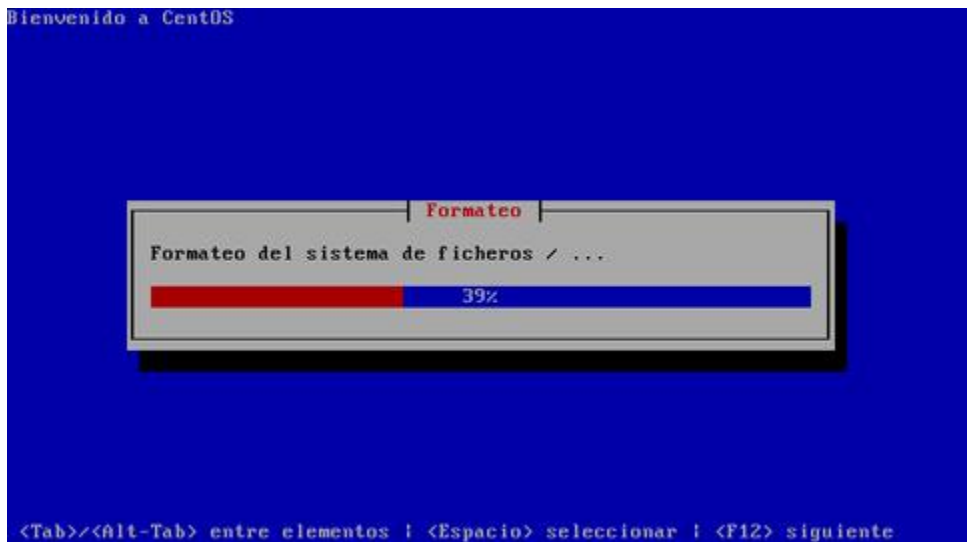 Bienvenido a CentOS
Formateo
Formateo del sistema de ficheros / ...
39%
<Tab>/<Alt-Tab> entre elementos | <Espacio> seleccionar | <F12> siguiente